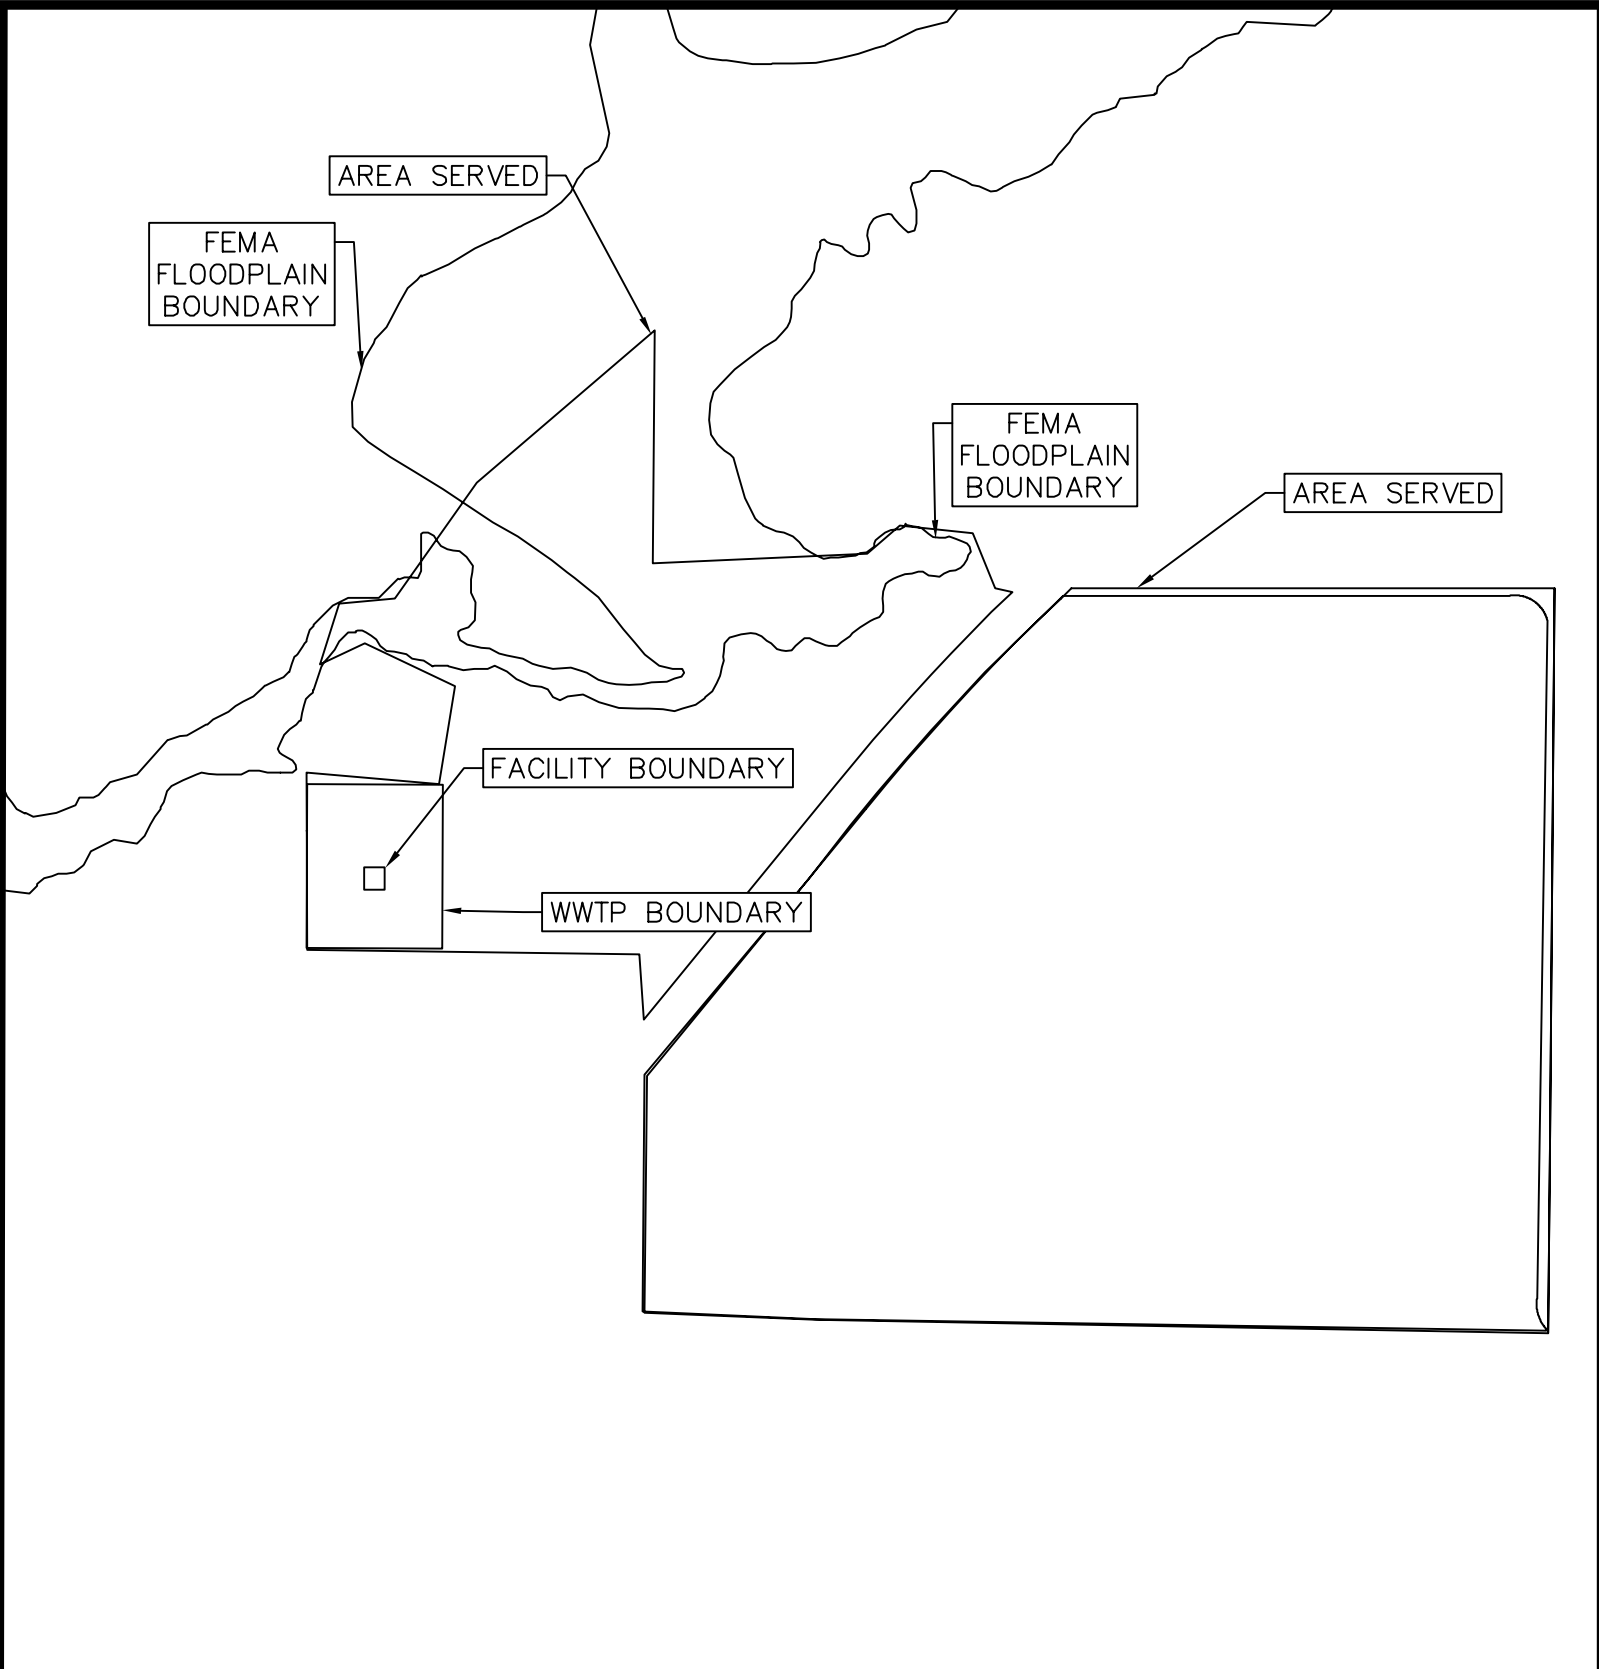 AREA SERVED
FEMA
FLOODPLAIN
BOUNDARY
FEMA
FLOODPLAIN
BOUNDARY
AREA SERVED
FACILITY BOUNDARY
WWTP BOUNDARY